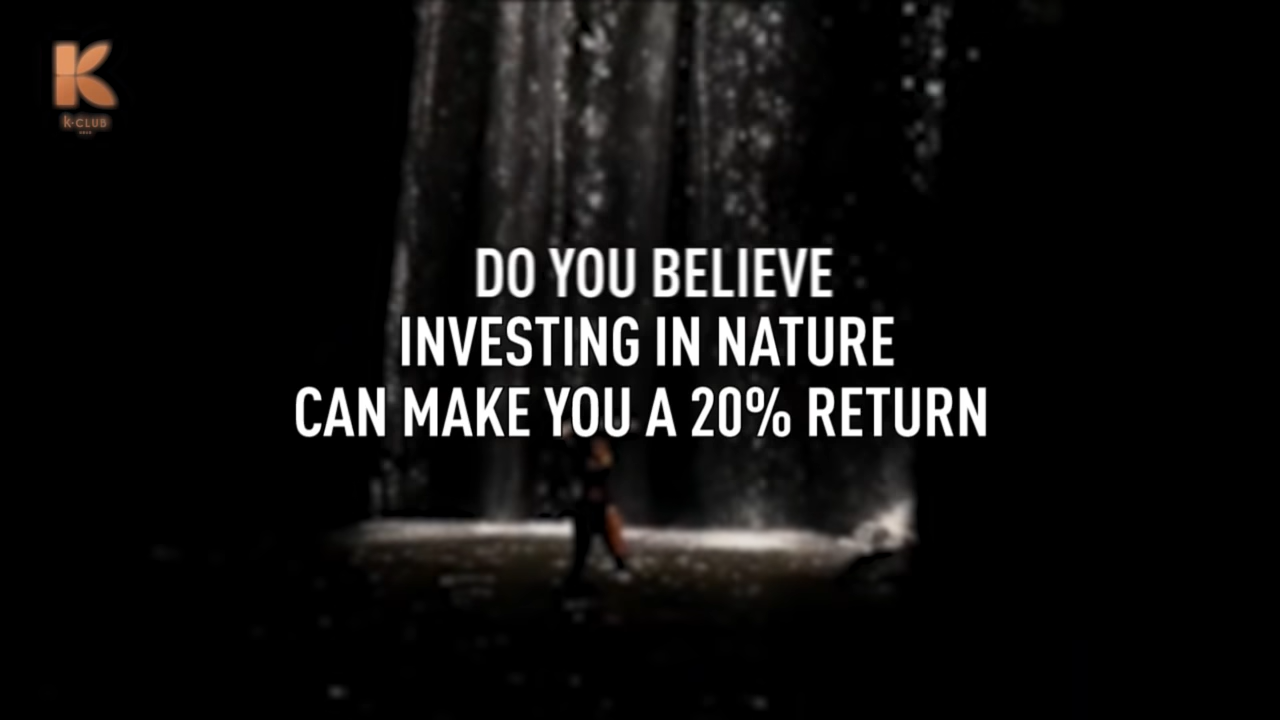 K
K·CLUB
DO YOU BELIEVE
INVESTING IN NATURE
CAN MAKE YOU A 20% RETURN